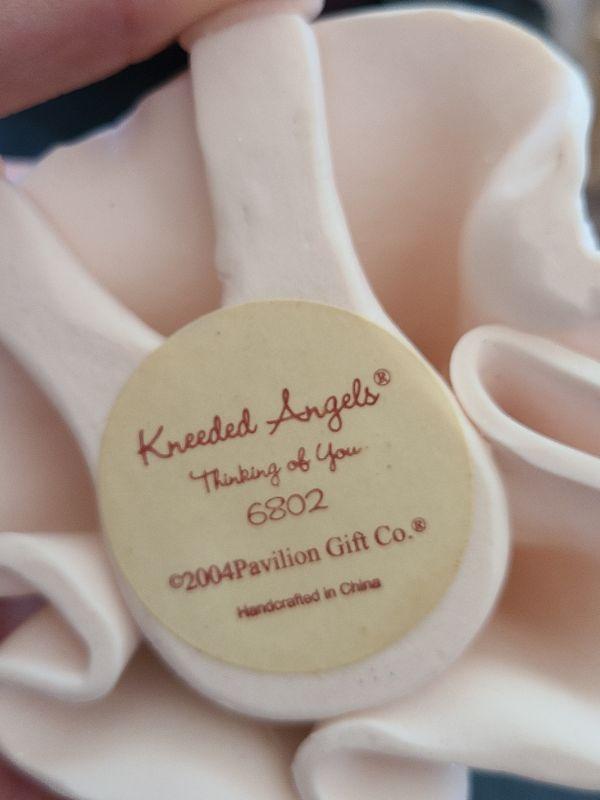 Kneeded Angels®
Thinking of You
6802
©2004Pavilion Gift Co.®
Handcrafted in China